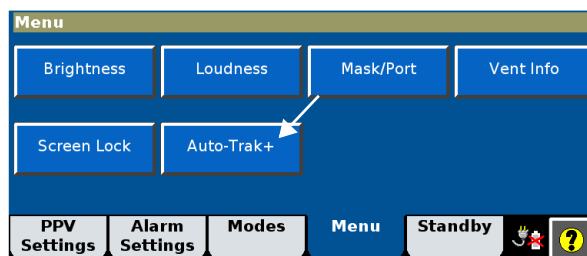 Menu
Brightness Loudness Mask/Port Vent Info
Screen Lock Auto-Trak+
PPV Settings Alarm Settings Modes Menu Standby ?